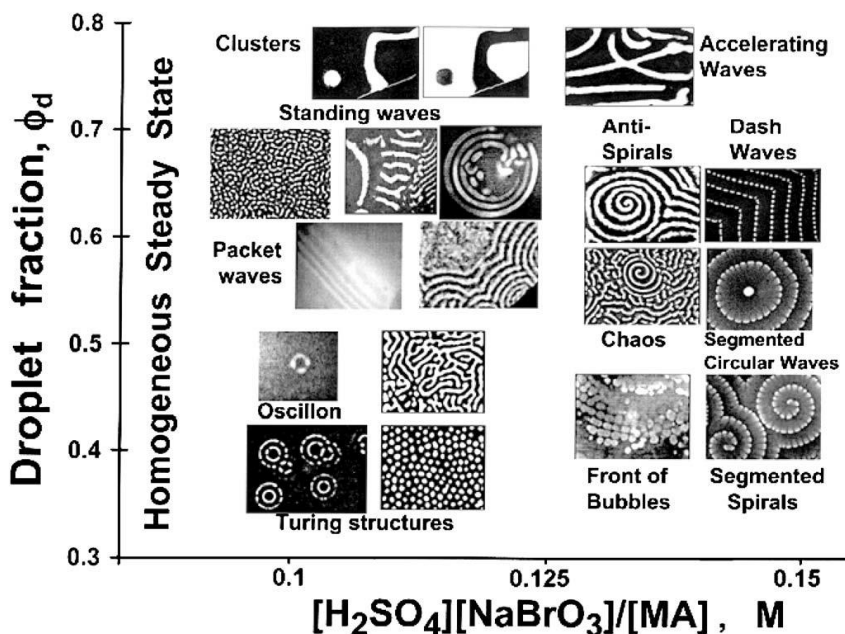 0.8
0.7
0.6
0.5
0.4
0.3
Droplet fraction, ϕd
Homogeneous Steady State
Clusters
Accelerating
Waves
Standing waves
Anti-
Spirals
Dash
Waves
Packet
waves
Chaos
Segmented
Circular Waves
Oscillon
Front of
Bubbles
Segmented
Spirals
Turing structures
0.1
0.125
0.15
[H2SO4][NaBrO3]/[MA] , M